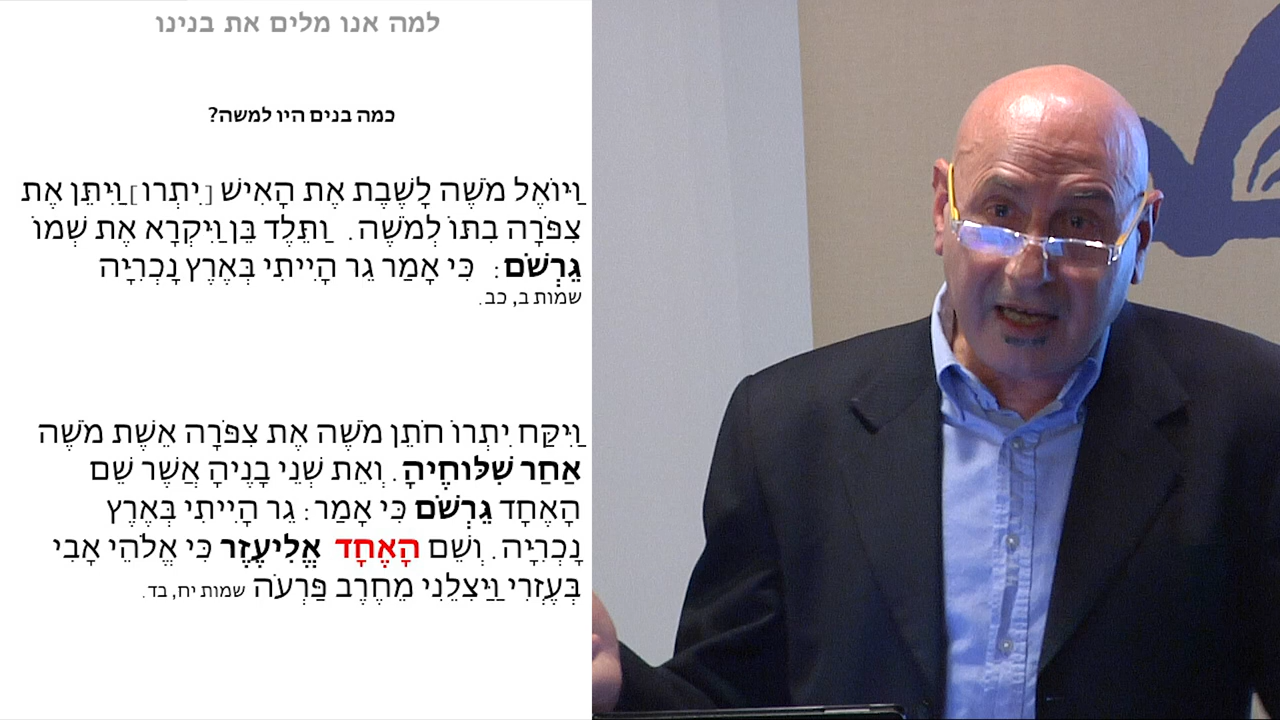 למה אנו מלים את בנינו
כמה בנים היו למשה?
וַיּוֹאֶל מֹשֶׁה לָשֶׁבֶת אֶת הָאִישׁ [יִתְרו] וַיִּתֵּן אֶת
צִפֹּרָה בִתּוֹ לְמֹשֶׁה. וַתֵּלֶד בֵּן וַיִּקְרָא אֶת שְׁמוֹ
גֵּרְשֹׁם: כִּי אָמַר גֵּר הָיִיתִי בְּאֶרֶץ נָכְרִיָּה
שמות ב, כב.
וַיִּקַּח יִתְרוֹ חֹתֵן מֹשֶׁה אֶת צִפֹּרָה אֵשֶׁת מֹשֶׁה
אַחַר שִׁלּוּחֶיהָ. וְאֵת שְׁנֵי בָנֶיהָ אֲשֶׁר שֵׁם
הָאֶחָד גֵּרְשֹׁם כִּי אָמַר: גֵּר הָיִיתִי בְּאֶרֶץ
נָכְרִיָּה. וְשֵׁם הָאֶחָד אֱלִיעֶזֶר כִּי אֱלֹהֵי אָבִי
בְּעֶזְרִי וַיַּצִּלֵנִי מֵחֶרֶב פַּרְעֹה שמות יח, בד.